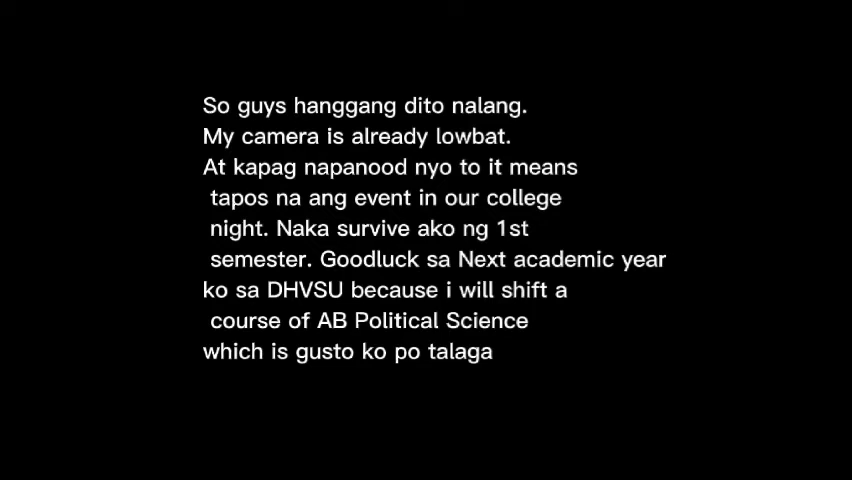 So guys hanggang dito nalang.
My camera is already lowbat.
At kapag napanood nyo to it means
tapos na ang event in our college
night. Naka survive ako ng 1st
semester. Goodluck sa Next academic year
ko sa DHVSU because i will shift a
course of AB Political Science
which is gusto ko po talaga